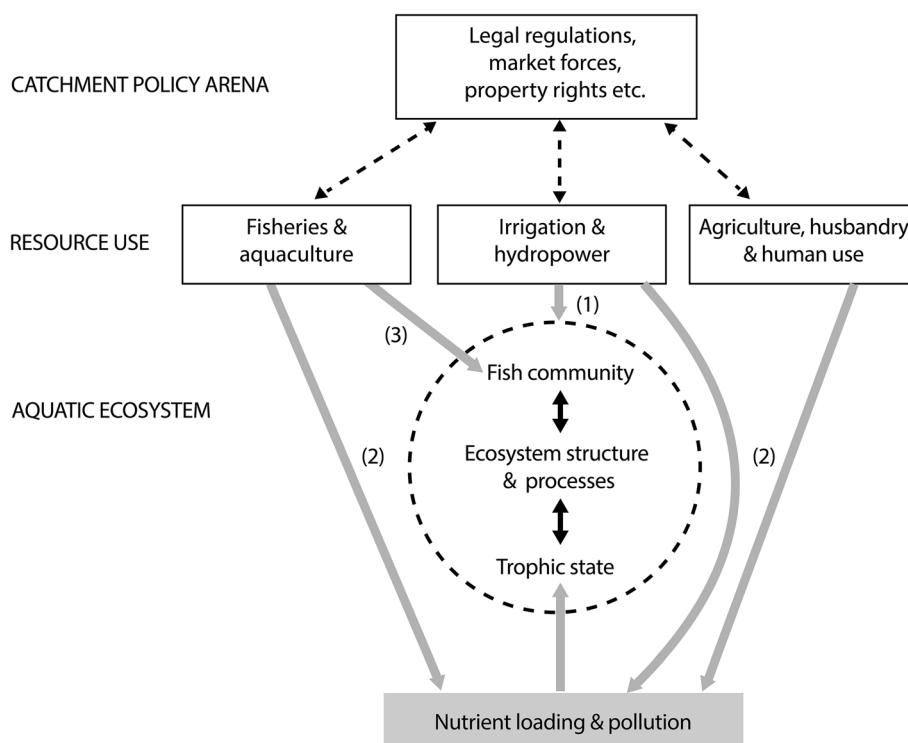 Legal regulations,
market forces,
property rights etc.
CATCHMENT POLICY ARENA
RESOURCE USE
Fisheries &
aquaculture
Irrigation &
hydropower
Agriculture, husbandry
& human use
(1)
(3)
Fish community
AQUATIC ECOSYSTEM
(2)
Ecosystem structure
& processes
(2)
Trophic state
Nutrient loading & pollution